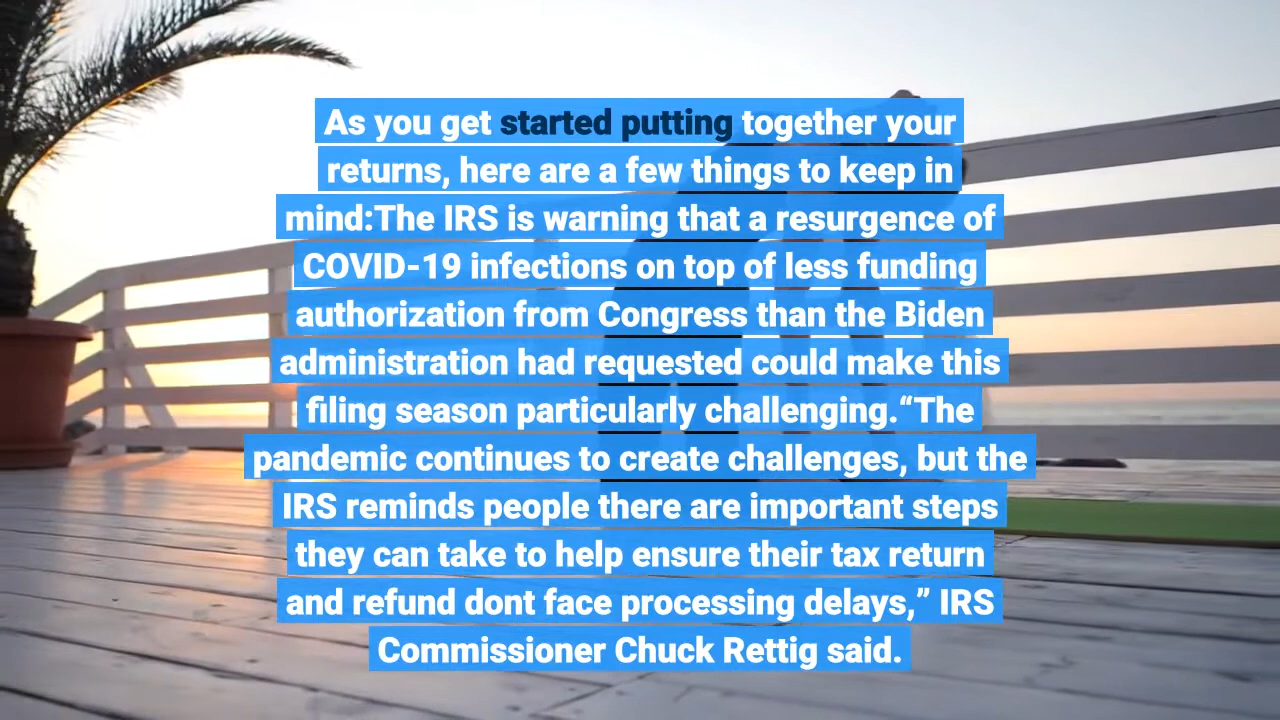 As you get started putting together your
returns, here are a few things to keep in
mind:The IRS is warning that a resurgence of
COVID-19 infections on top of less funding
authorization from Congress than the Biden
administration had requested could make this
filing season particularly challenging.“The
pandemic continues to create challenges, but the
IRS reminds people there are important steps
they can take to help ensure their tax return
and refund dont face processing delays,” IRS
Commissioner Chuck Rettig said.